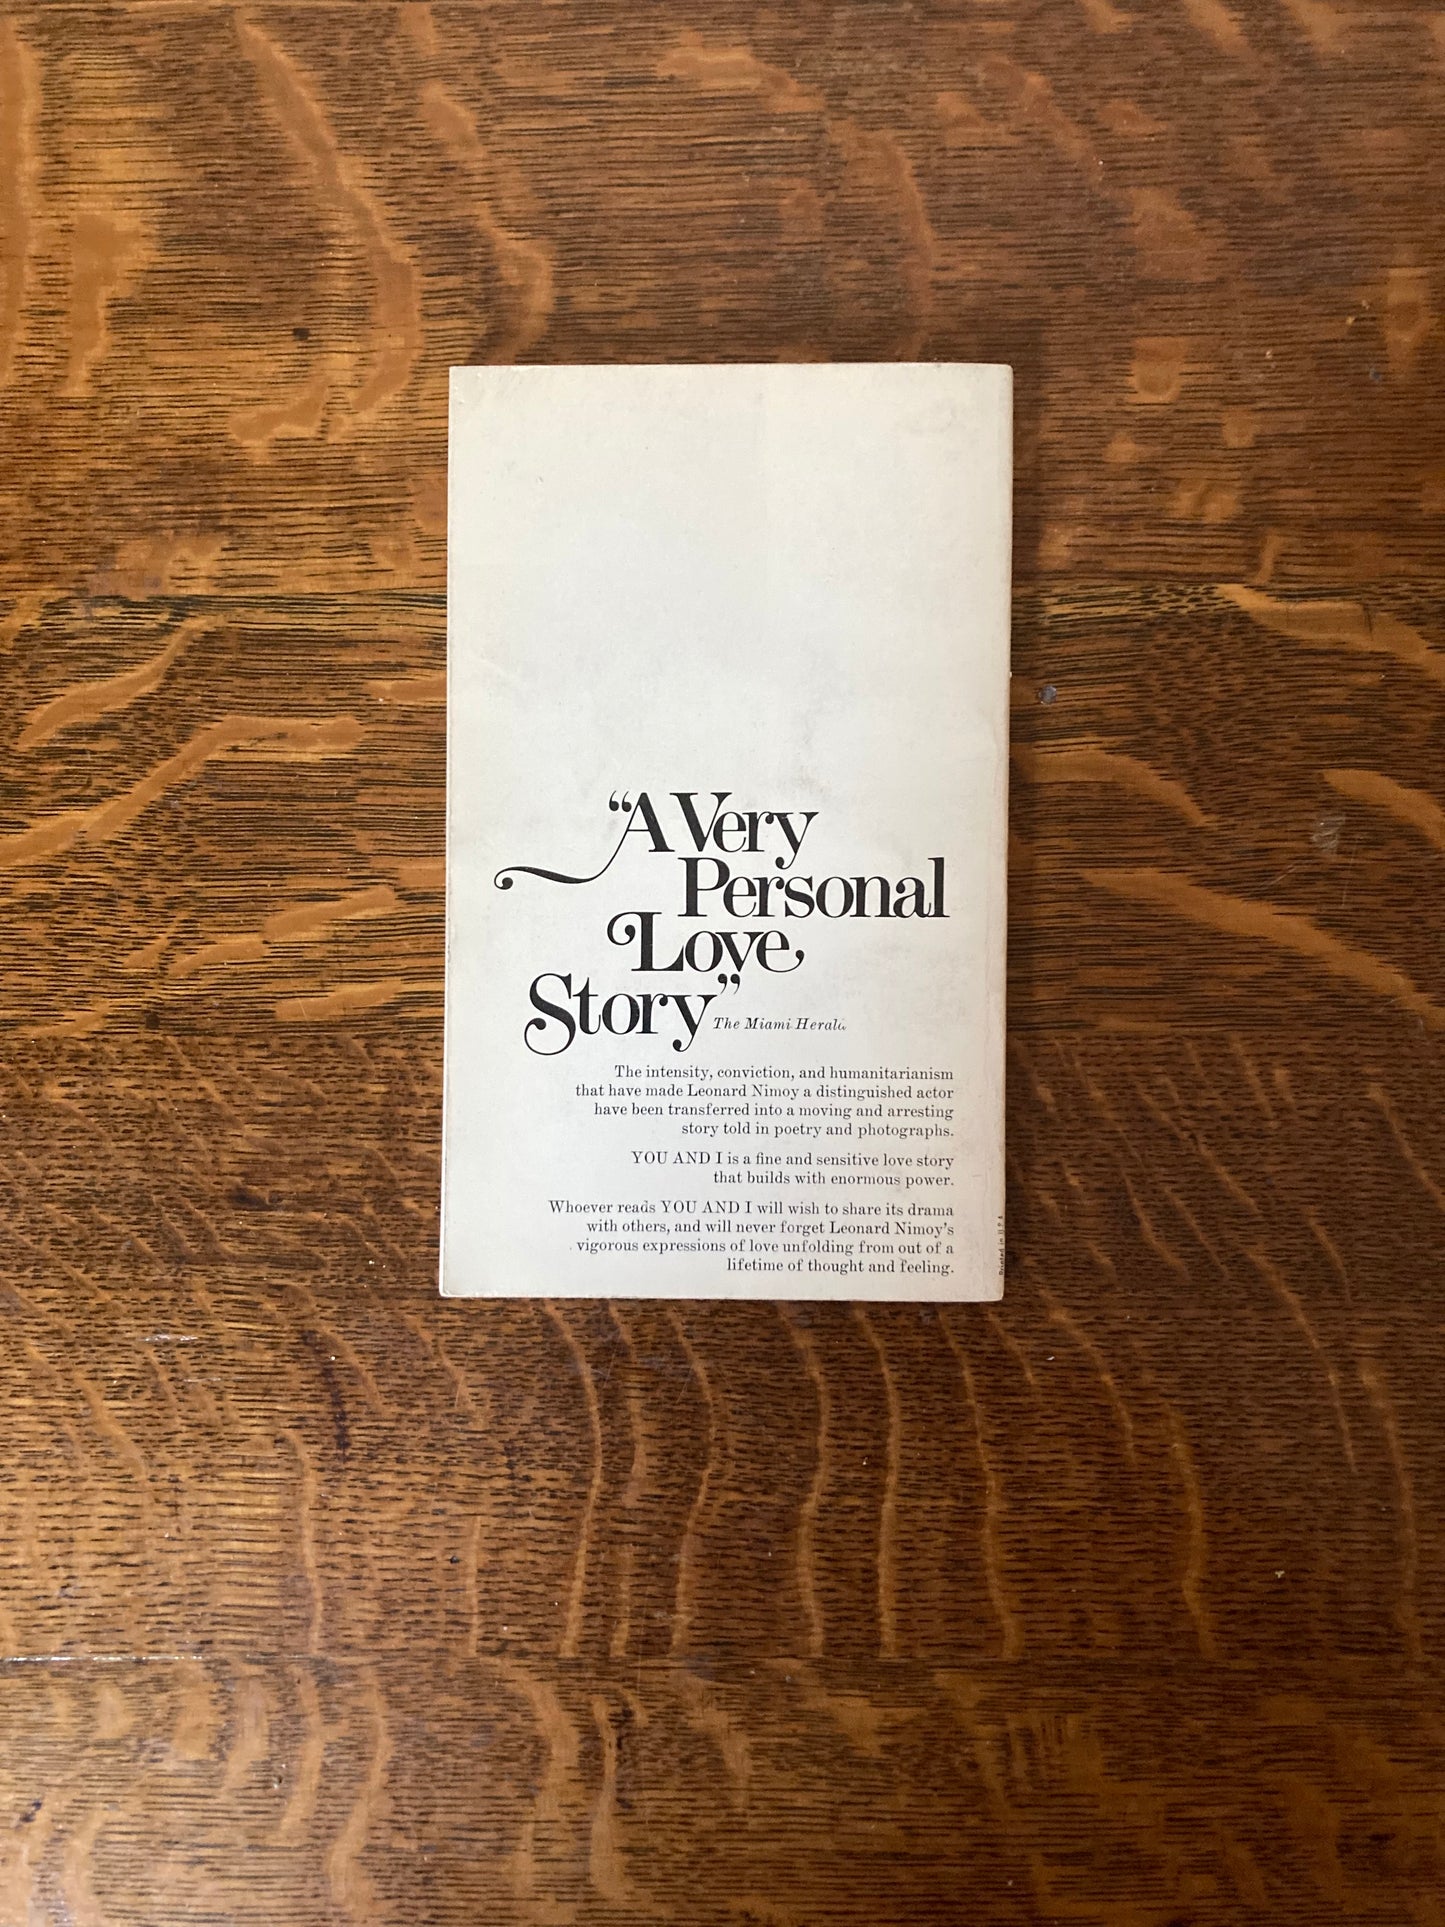 “A Very
Personal
Love
Story”
The Miami Herald
The intensity, conviction, and humanitarianism
that have made Leonard Nimoy a distinguished actor
have been transferred into a moving and arresting
story told in poetry and photographs.
YOU AND I is a fine and sensitive love story
that builds with enormous power.
Whoever reads YOU AND I will wish to share its drama
with others, and will never forget Leonard Nimoy’s
vigorous expressions of love unfolding from out of a
lifetime of thought and feeling.
Printed in U.S.A.